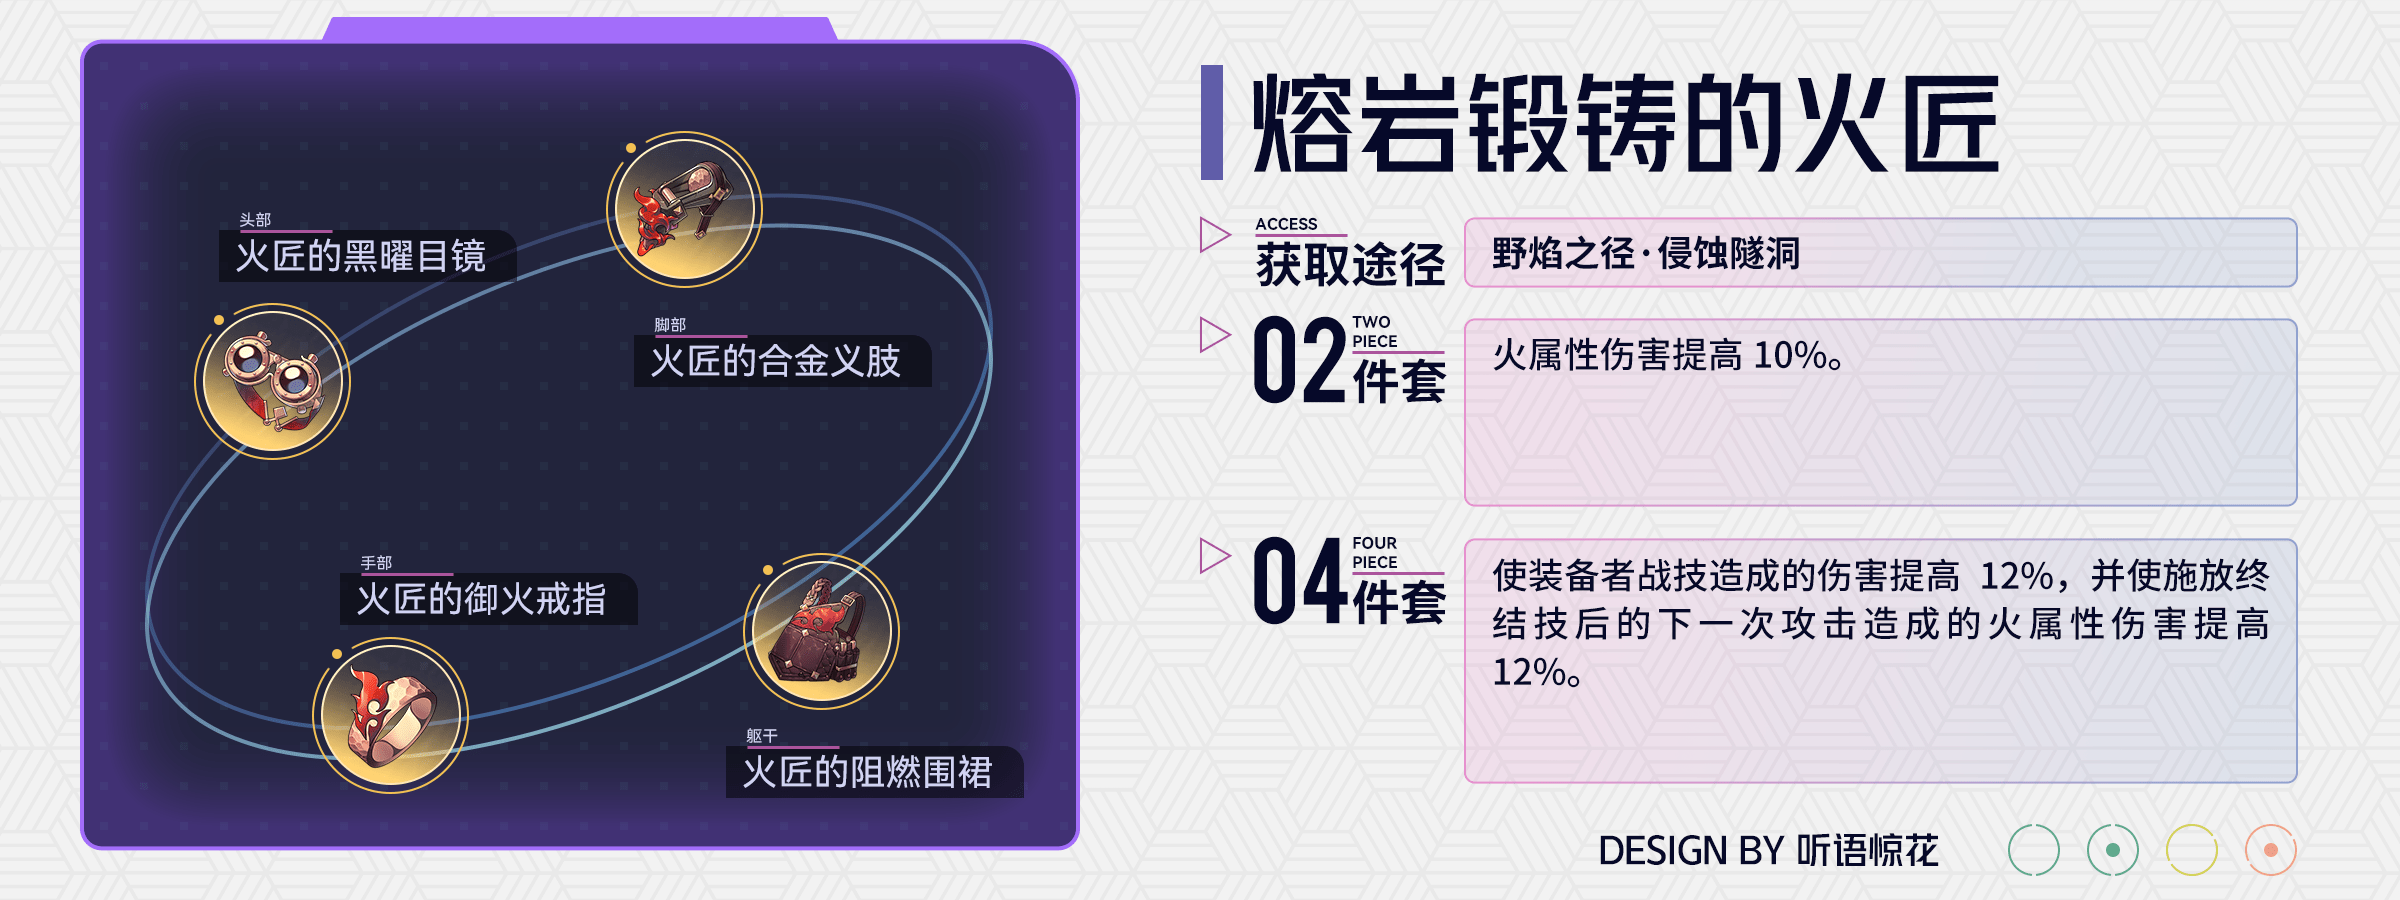 头部
火匠的黑曜目镜
脚部
火匠的合金义肢
手部
火匠的御火戒指
躯干
火匠的阻燃围裙
熔岩锻铸的火匠
ACCESS
获取途径
野焰之径·侵蚀隧洞
02
TWO
PIECE
件套
火属性伤害提高 10%。
04
FOUR
PIECE
件套
使装备者战技造成的伤害提高 12%，并使施放终
结技后的下一次攻击造成的火属性伤害提高
12%。
DESIGN BY 听语惊花